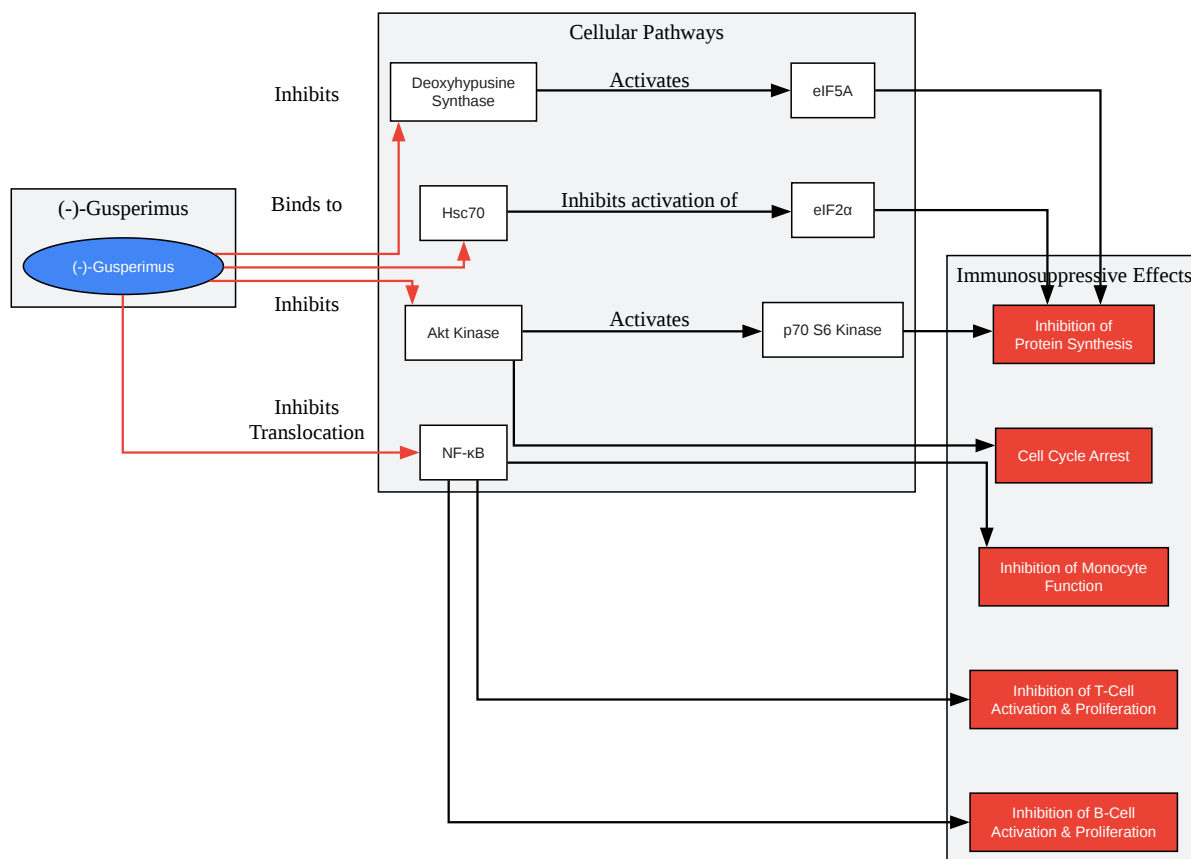 Cellular Pathways
Inhibits
Deoxyhypusine
Synthase
Activates
eIF5A
(-)-Gusperimus
Binds to
Hsc70
Inhibits activation of
eIF2α
(-)-Gusperimus
Inhibits
Akt Kinase
Activates
p70 S6 Kinase
Immunosuppressive Effects
Inhibition of
Protein Synthesis
Inhibits
Translocation
NF-κB
Cell Cycle Arrest
Inhibition of Monocyte
Function
Inhibition of T-Cell
Activation & Proliferation
Inhibition of B-Cell
Activation & Proliferation